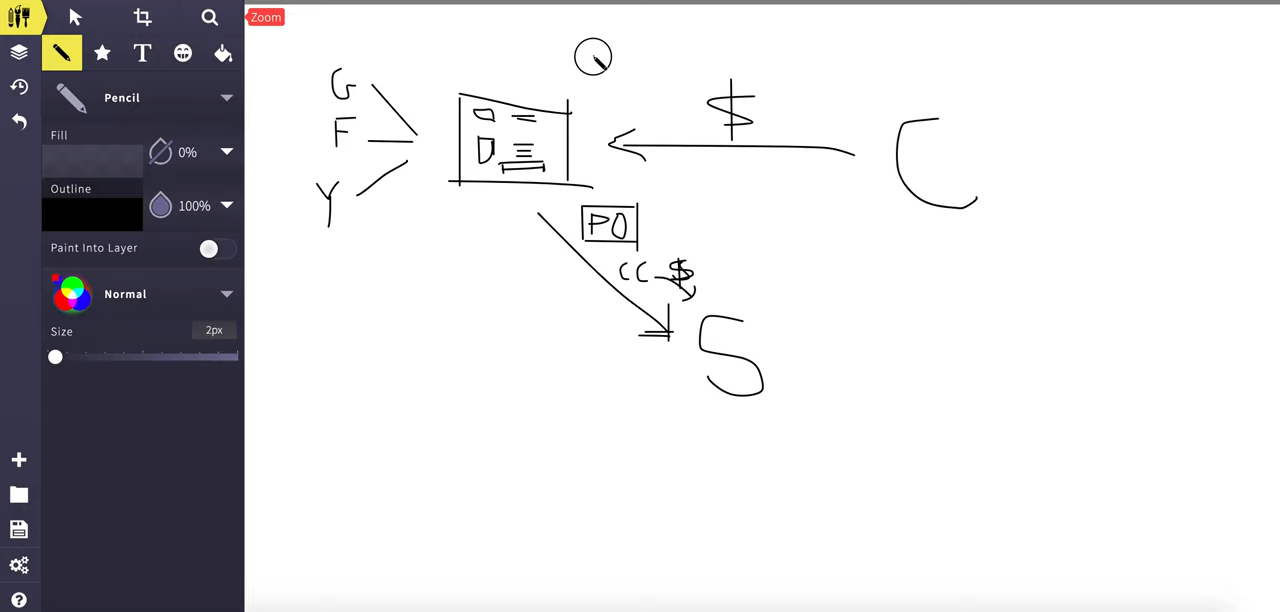 Zoom
T
Pencil
Fill
0%
Outline
100%
Paint Into Layer
Normal
Size
2px
?
G
F
Y
$
C
PO
CC $
S